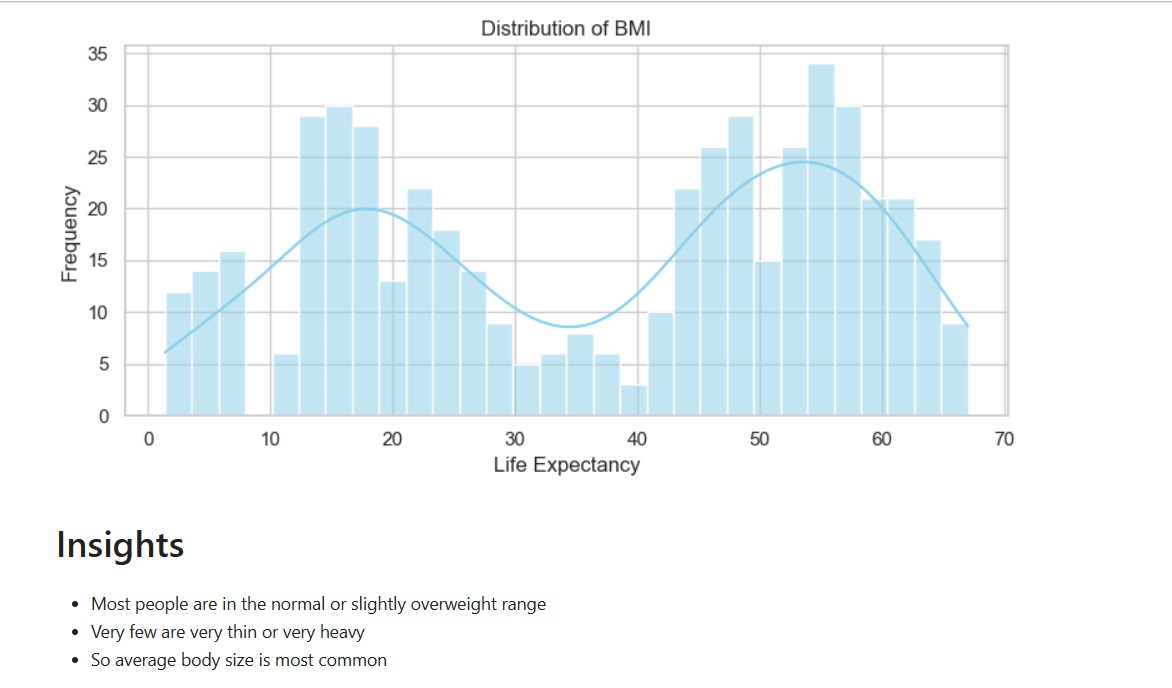 Distribution of BMI
35
30
25
20
15
10
5
0
Frequency
0 10 20 30 40 50 60 70
Life Expectancy
Insights
• Most people are in the normal or slightly overweight range
• Very few are very thin or very heavy
• So average body size is most common